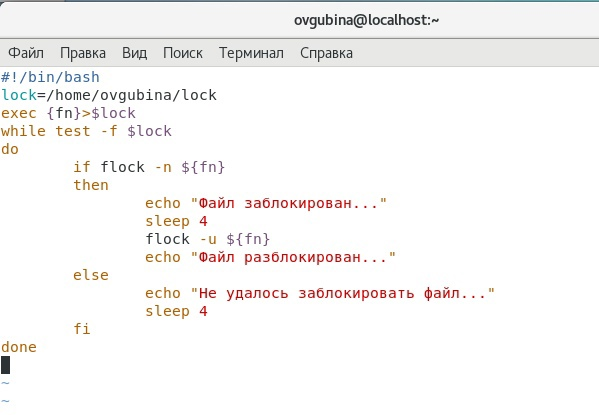 ovgubina@localhost:~
Файл Правка Вид Поиск Терминал Справка
#!/bin/bash
lock=/home/ovgubina/lock
exec {fn}>$lock
while test -f $lock
do
        if flock -n ${fn}
        then
                echo "Файл заблокирован..."
                sleep 4
                flock -u ${fn}
                echo "Файл разблокирован..."
        else
                echo "Не удалось заблокировать файл..."
                sleep 4
        fi
done
~
~